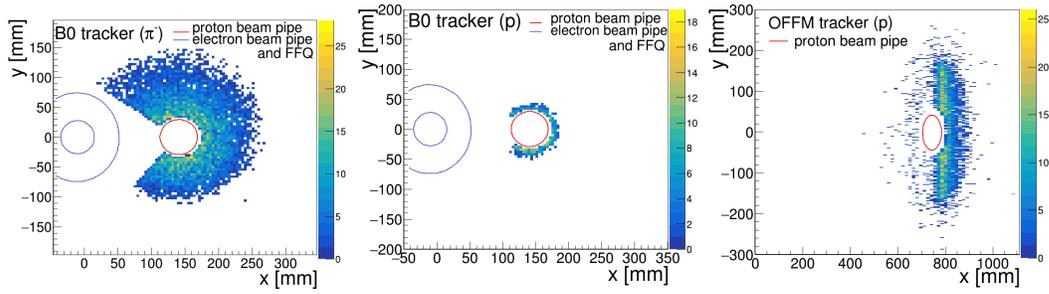 B0 tracker (π⁻)
proton beam pipe
electron beam pipe
and FFQ
y [mm]
150
100
50
0
−50
−100
−150
0 50 100 150 200 250 300
x [mm]
25
20
15
10
5
0
B0 tracker (p)
proton beam pipe
electron beam pipe
and FFQ
y [mm]
200
150
100
50
0
−50
−100
−150
−200
−50 0 50 100 150 200 250 300 350
x [mm]
18
16
14
12
10
8
6
4
2
0
OFFM tracker (p)
proton beam pipe
y [mm]
300
200
100
0
−100
−200
−300
0 200 400 600 800 1000
x [mm]
25
20
15
10
5
0